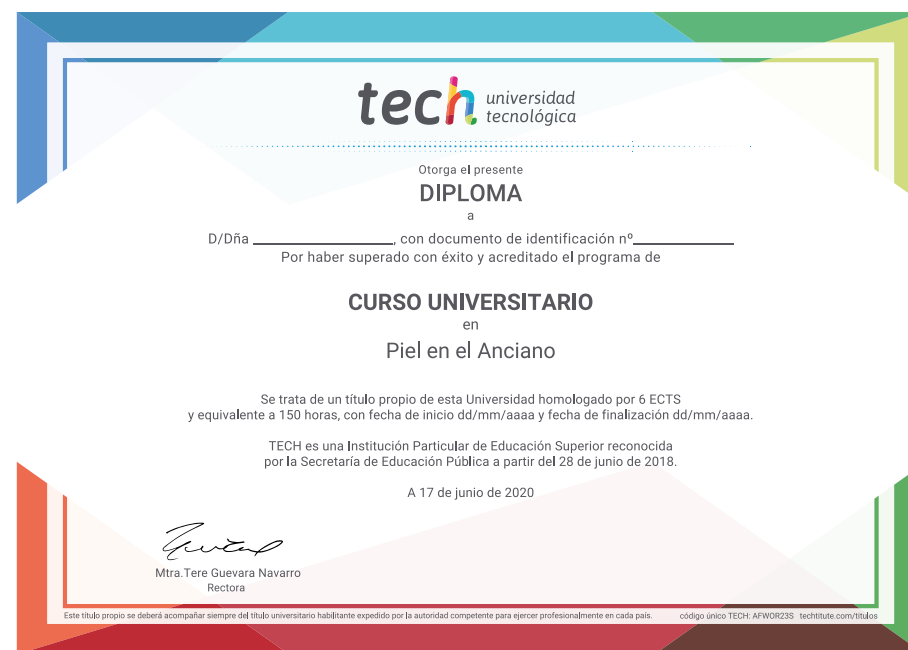 tech universidad
tecnológica
Otorga el presente
DIPLOMA
a
D/Dña ____________________, con documento de identificación nº______________
Por haber superado con éxito y acreditado el programa de
CURSO UNIVERSITARIO
en
Piel en el Anciano
Se trata de un título propio de esta Universidad homologado por 6 ECTS
y equivalente a 150 horas, con fecha de inicio dd/mm/aaaa y fecha de finalización dd/mm/aaaa.
TECH es una Institución Particular de Educación Superior reconocida
por la Secretaría de Educación Pública a partir del 28 de junio de 2018.
A 17 de junio de 2020
Mtra.Tere Guevara Navarro
Rectora
Este título propio se deberá acompañar siempre del título universitario habilitante expedido por la autoridad competente para ejercer profesionalmente en cada país. código único TECH: AFWOR23S techtitute.com/titulos